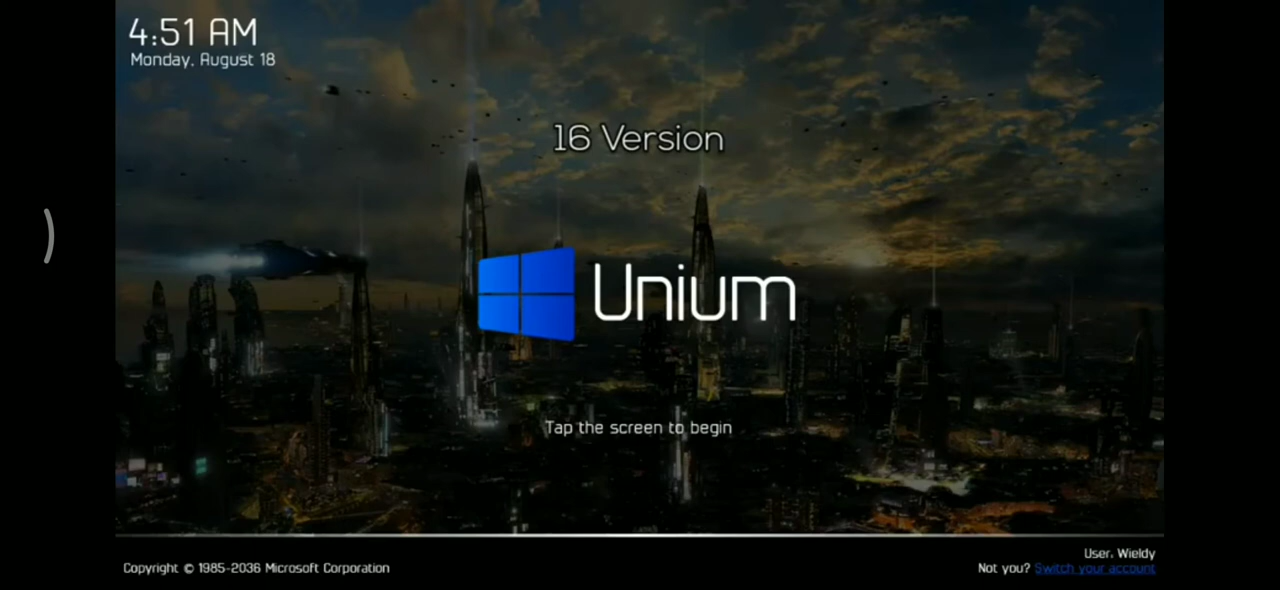 4:51 AM
Monday, August 18
16 Version
Unium
Tap the screen to begin
User, Wieldy
Copyright © 1985-2036 Microsoft Corporation
Not you? Switch your account